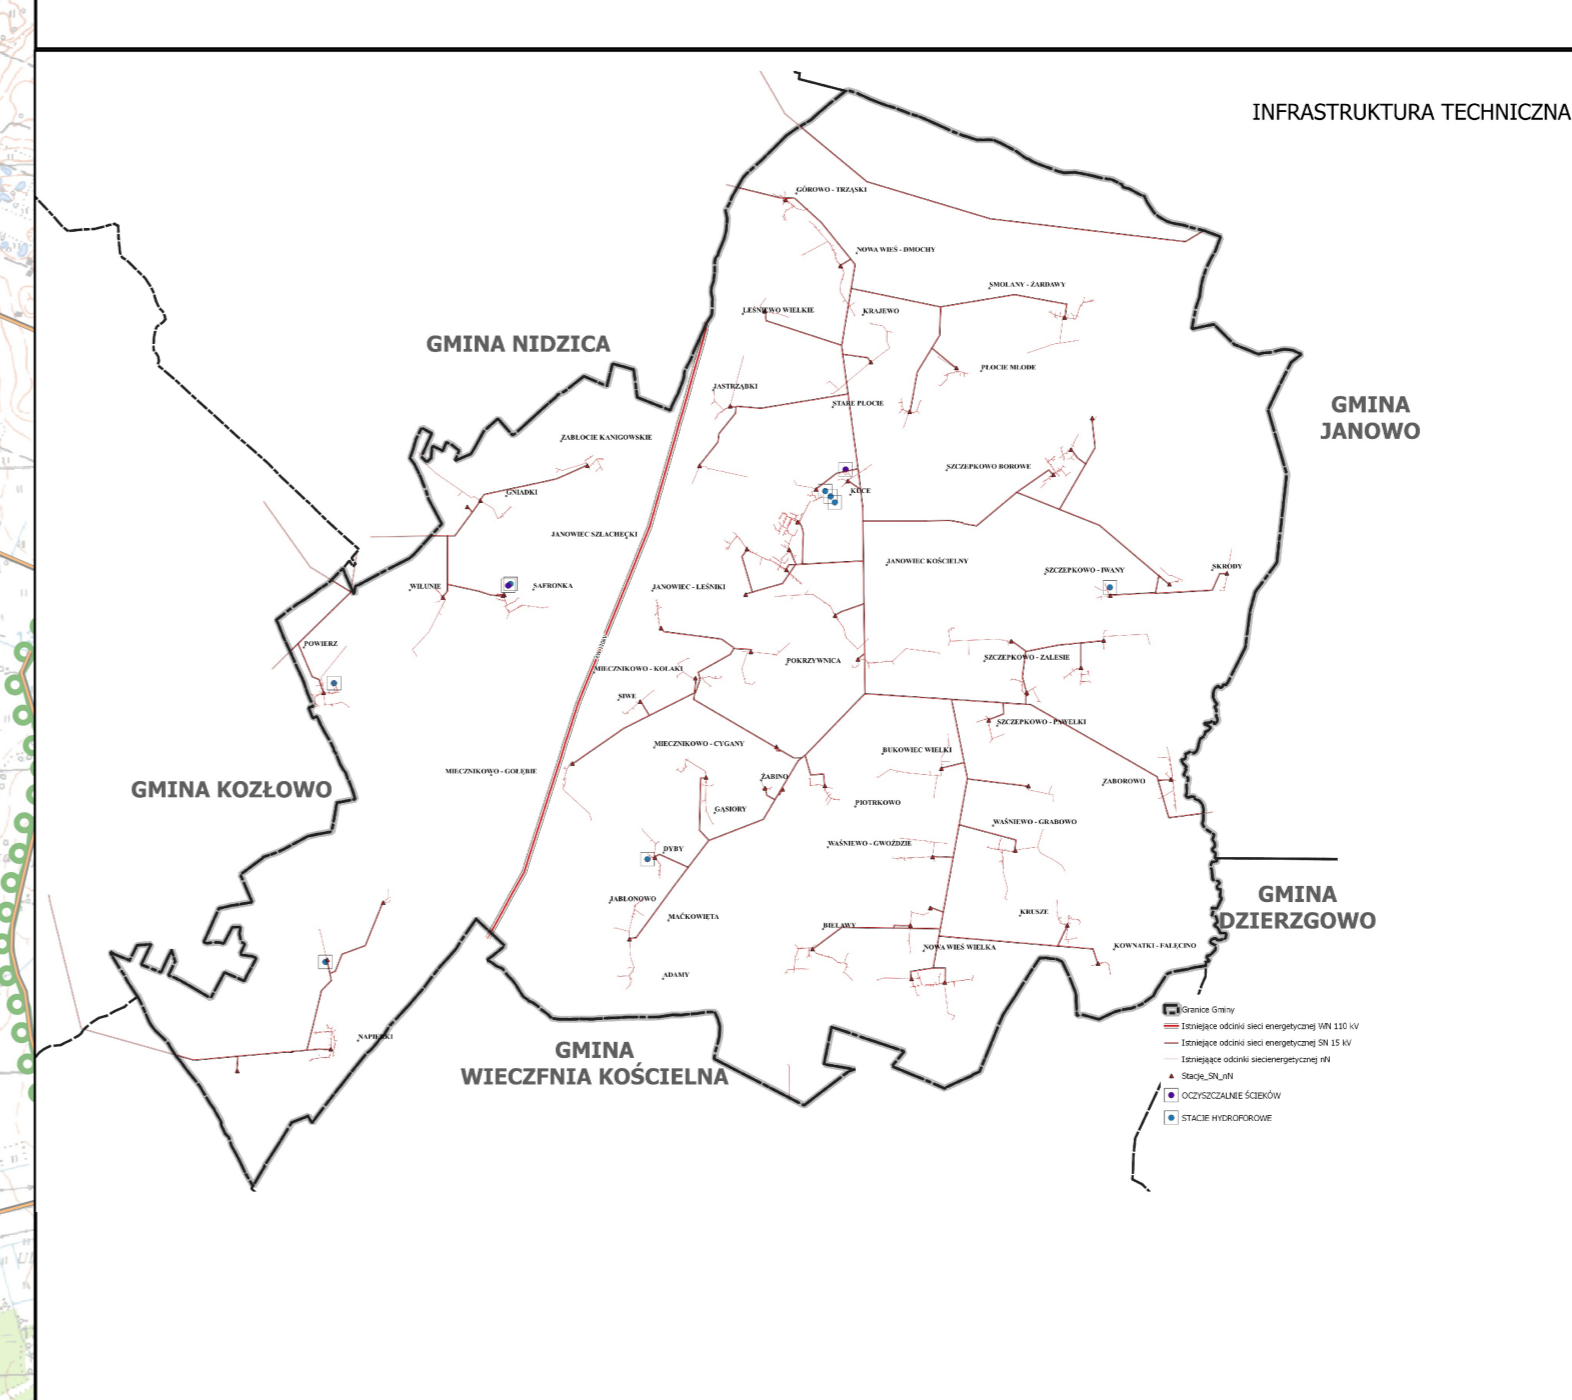 INFRASTRUKTURA TECHNICZNA
GÓROWO - TRZĄSKI
NOWA WIEŚ - DMOCHY
SMOLANY - ŻARDAWY
LEŚNIEWO WIELKIE
KRAJEWO
GMINA NIDZICA
PŁOCIE MŁODE
JASTRZĄBKI
STARE PŁOCIE
GMINA
JANOWO
ZABŁOCIE KANIGOWSKIE
SZCZEPKOWO BOROWE
GNIADKI
KUCE
JANOWIEC SZLACHECKI
JANOWIEC KOŚCIELNY
SZCZEPKOWO - IWANY
SKRODY
WIŁUNIE
SAFRONKA
JANOWIEC - LEŚNIKI
POWIERZ
POKRZYWNICA
SZCZEPKOWO - ZALESIE
MIECZNIKOWO - KOŁAKI
SIWE
SZCZEPKOWO - PAWEŁKI
MIECZNIKOWO - CYGANY
BUKOWIEC WIELKI
MIECZNIKOWO - GOŁĘBIE
ŻABINO
ZABOROWO
GMINA KOZŁOWO
GĄSIORY
PIOTRKOWO
WAŚNIEWO - GRABOWO
WAŚNIEWO - GWOŹDZIE
DYBY
GMINA
DZIERZGOWO
JABŁONOWO
MAĆKOWIĘTA
KRUSZE
BIELAWY
NOWA WIEŚ WIELKA
KOWNATKI - FAŁĘCINO
ADAMY
NAPIERKI
GMINA
WIECZFNIA KOŚCIELNA
Granice Gminy
Istniejące odcinki sieci energetycznej WN 110 kV
Istniejące odcinki sieci energetycznej SN 15 kV
Istniejące odcinki siecienergetycznej nN
Stacje_SN_nN
OCZYSZCZALNIE ŚCIEKÓW
STACJE HYDROFOROWE